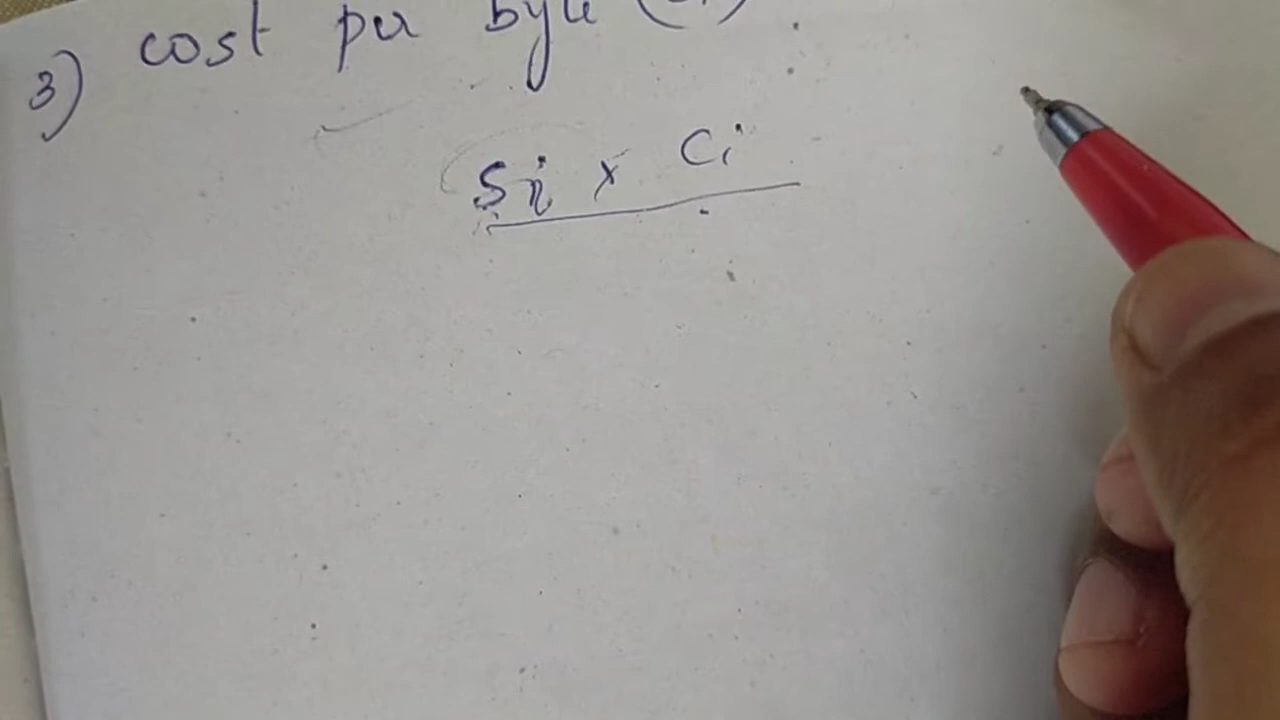 3) cost per byte
Si × Ci